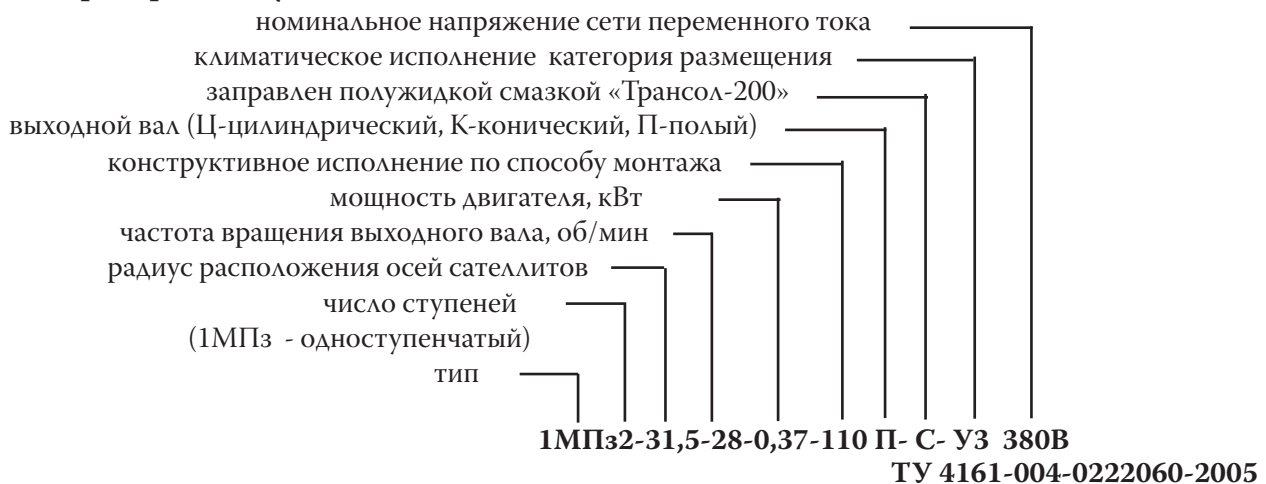 номинальное напряжение сети переменного тока
климатическое исполнение категория размещения
заправлен полужидкой смазкой «Трансол-200»
выходной вал (Ц-цилиндрический, К-конический, П-полый)
конструктивное исполнение по способу монтажа
мощность двигателя, кВт
частота вращения выходного вала, об/мин
радиус расположения осей сателлитов
число ступеней
(1МПз - одноступенчатый)
тип
1МПз2-31,5-28-0,37-110 П- С- У3 380В
ТУ 4161-004-0222060-2005